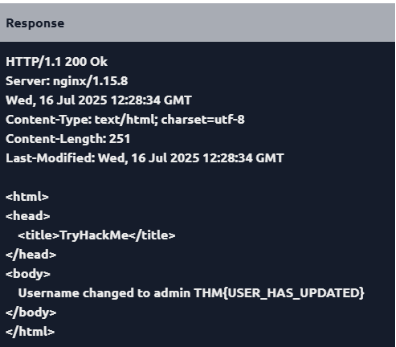 Response
HTTP/1.1 200 Ok
Server: nginx/1.15.8
Wed, 16 Jul 2025 12:28:34 GMT
Content-Type: text/html; charset=utf-8
Content-Length: 251
Last-Modified: Wed, 16 Jul 2025 12:28:34 GMT
<html>
<head>
<title>TryHackMe</title>
</head>
<body>
Username changed to admin THM{USER_HAS_UPDATED}
</body>
</html>